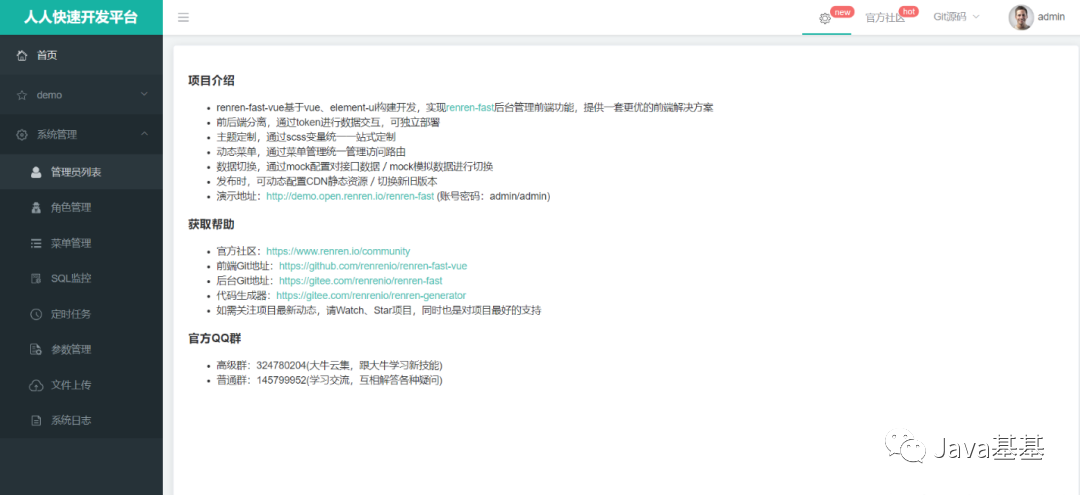 人人快速开发平台
new
官方社区
hot
Git源码
admin
首页
demo
系统管理
管理员列表
角色管理
菜单管理
SQL监控
定时任务
参数管理
文件上传
系统日志
项目介绍
renren-fast-vue基于vue、element-ui构建开发，实现renren-fast后台管理前端功能，提供一套更优的前端解决方案
前后端分离，通过token进行数据交互，可独立部署
主题定制，通过scss变量统一一站式定制
动态菜单，通过菜单管理统一管理访问路由
数据切换，通过mock配置对接口数据／mock模拟数据进行切换
发布时，可动态配置CDN静态资源／切换新旧版本
演示地址：http://demo.open.renren.io/renren-fast (账号密码：admin/admin)
获取帮助
官方社区：https://www.renren.io/community
前端Git地址：https://github.com/renrenio/renren-fast-vue
后台Git地址：https://gitee.com/renrenio/renren-fast
代码生成器：https://gitee.com/renrenio/renren-generator
如需关注项目最新动态，请Watch、Star项目，同时也是对项目最好的支持
官方QQ群
高级群：324780204(大牛云集，跟大牛学习新技能)
普通群：145799952(学习交流，互相解答各种疑问)
Java基基